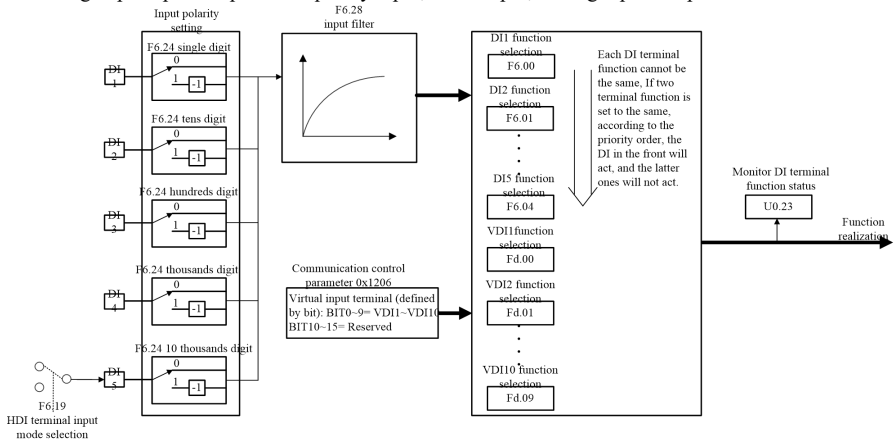 Input polarity
setting
F6.24 single digit
0
1
-1
DI
1
F6.24 tens digit
0
1
-1
DI
2
F6.24 hundreds digit
0
1
-1
DI
3
F6.24 thousands digit
0
1
-1
DI
4
F6.24 10 thousands digit
0
1
-1
DI
5
F6.19
HDI terminal input
mode selection
F6.28
input filter
Communication control
parameter 0x1206
Virtual input terminal (defined
by bit): BIT0~9= VDI1~VDI10
BIT10~15= Reserved
DI1 function
selection
F6.00
DI2 function
selection
F6.01
DI5 function
selection
F6.04
VDI1function
selection
Fd.00
VDI2 function
selection
Fd.01
VDI10 function
selection
Fd.09
Each DI terminal
function cannot be
the same, If two
terminal function is
set to the same,
according to the
priority order, the
DI in the front will
act, and the latter
ones will not act.
Monitor DI terminal
function status
U0.23
Function
realization